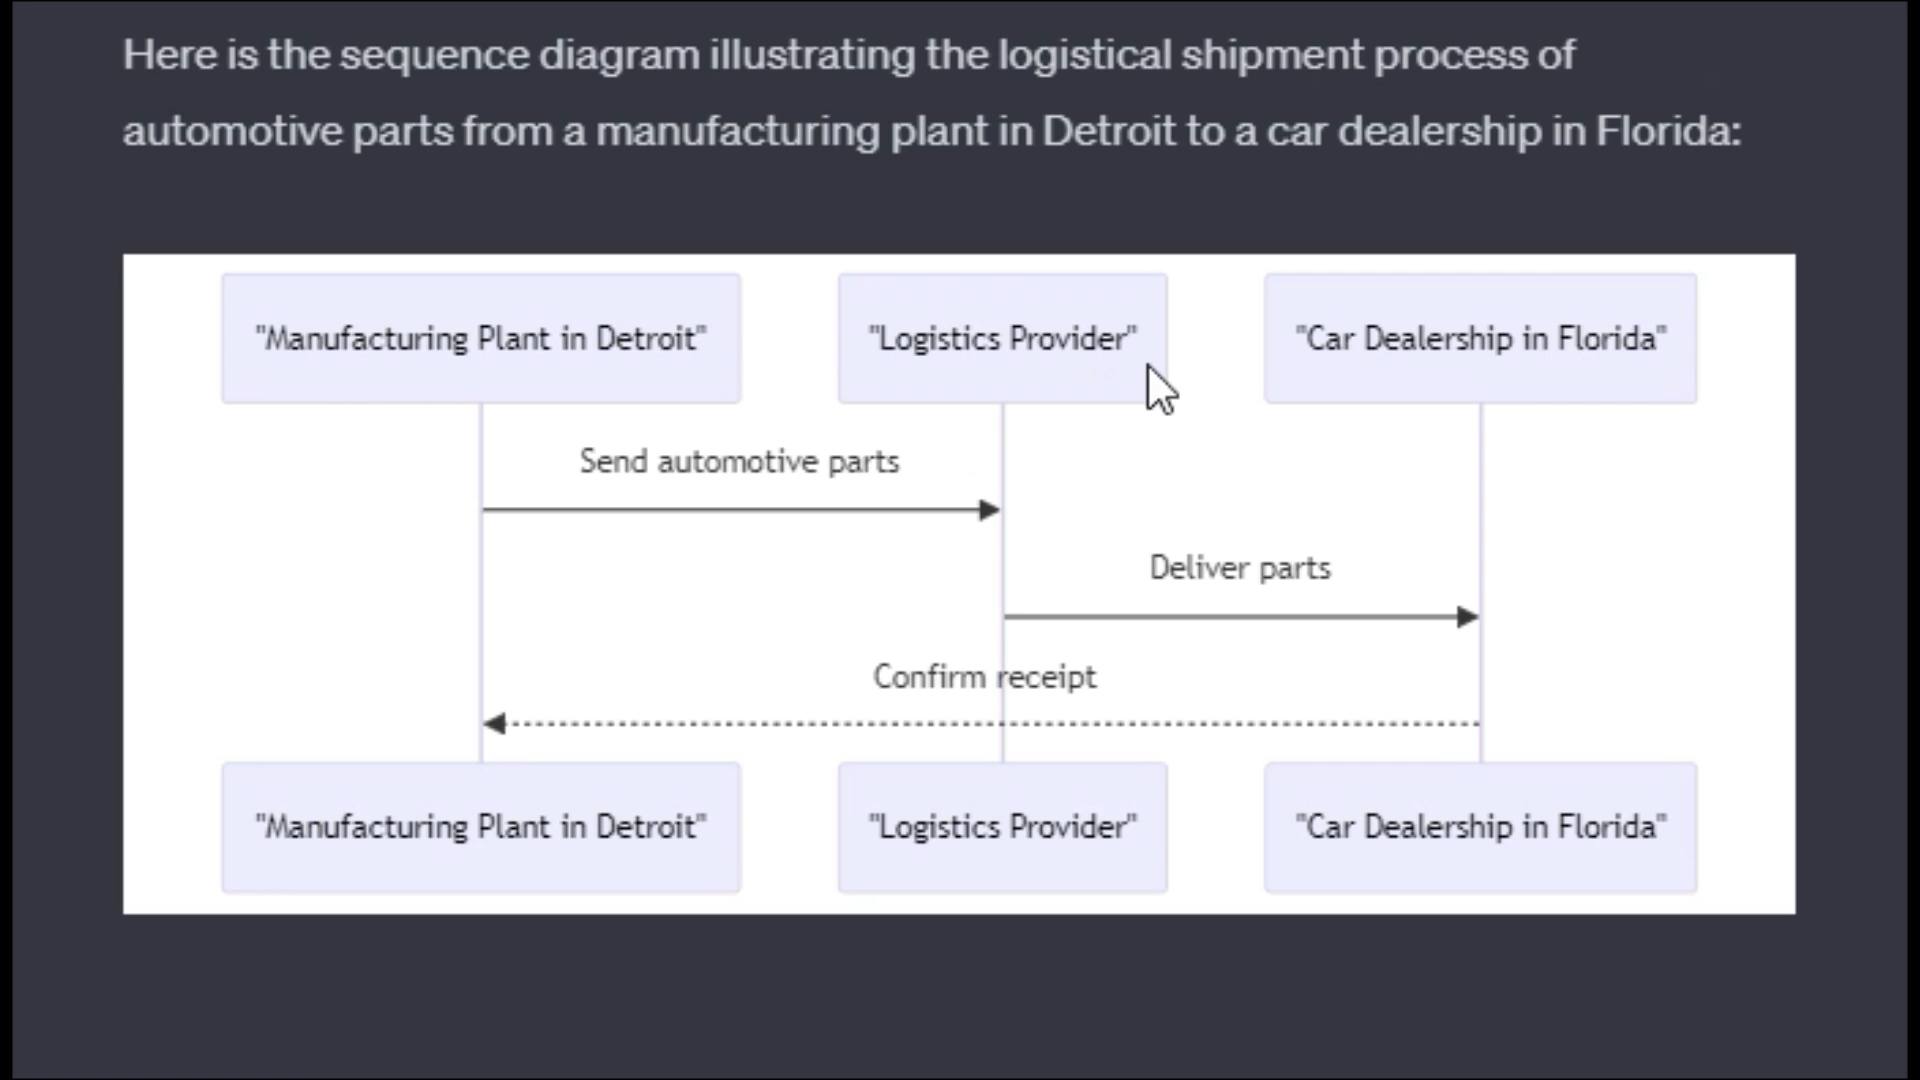 Here is the sequence diagram illustrating the logistical shipment process of
automotive parts from a manufacturing plant in Detroit to a car dealership in Florida:
"Manufacturing Plant in Detroit"
"Logistics Provider"
"Car Dealership in Florida"
Send automotive parts
Deliver parts
Confirm receipt
"Manufacturing Plant in Detroit"
"Logistics Provider"
"Car Dealership in Florida"